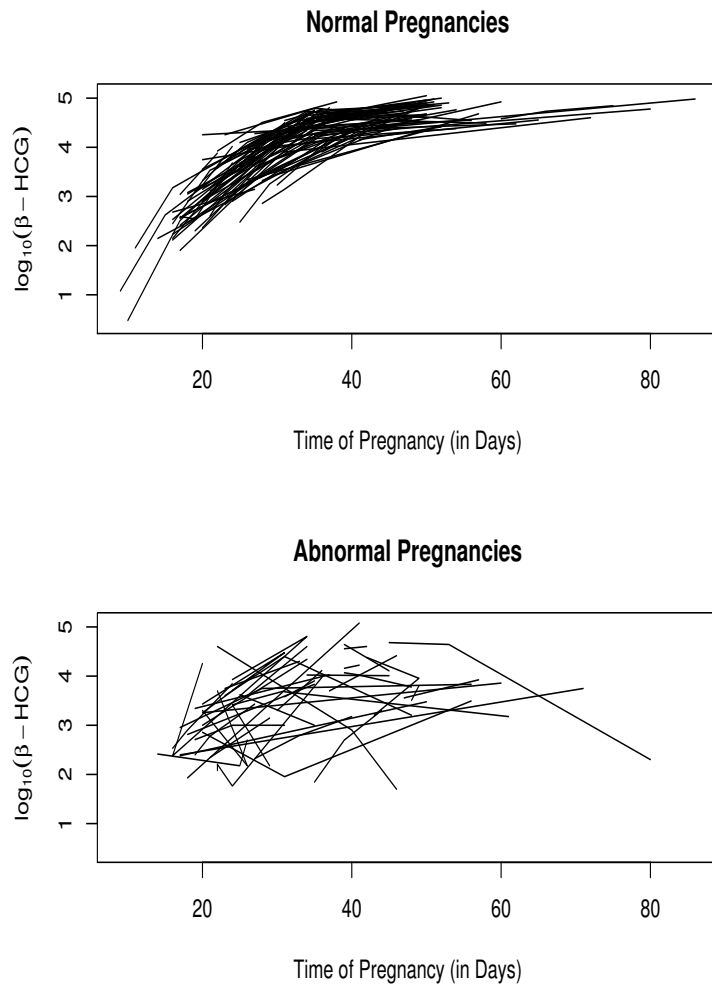 Normal Pregnancies
log₁₀(β − HCG)
5
4
3
2
1
20 40 60 80
Time of Pregnancy (in Days)
Abnormal Pregnancies
log₁₀(β − HCG)
5
4
3
2
1
20 40 60 80
Time of Pregnancy (in Days)